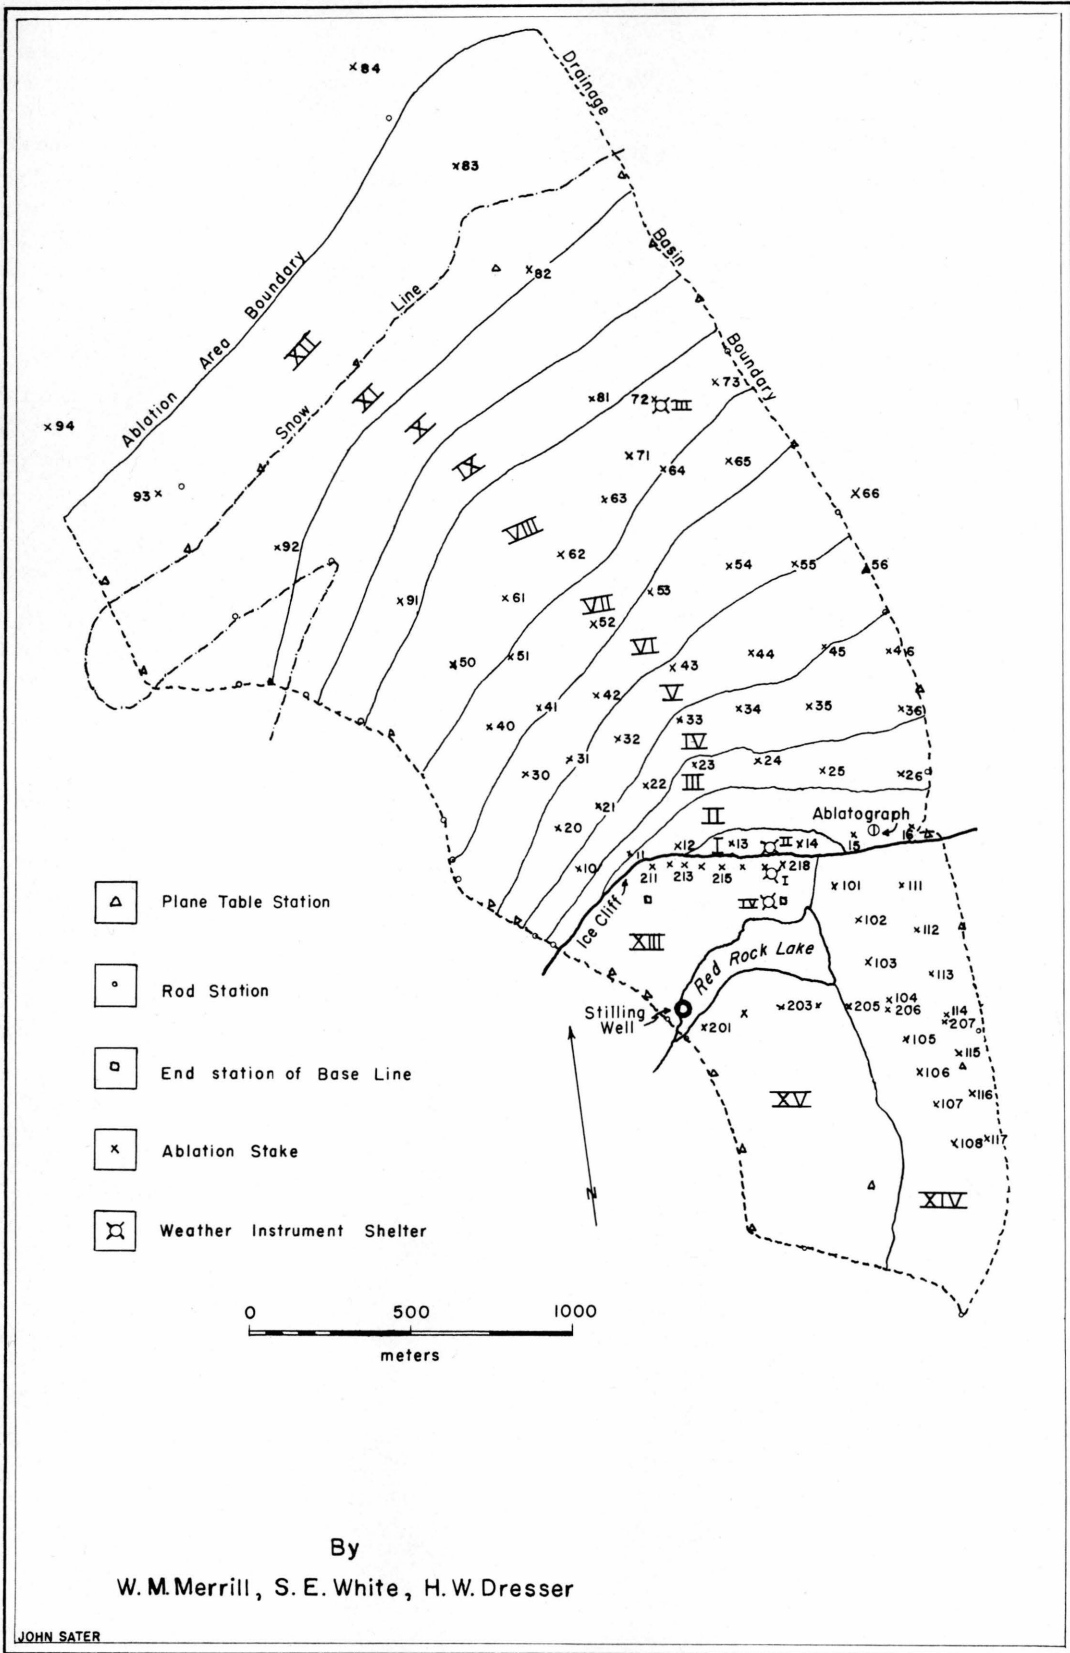 84
83
Drainage
Basin
Boundary
Ablation Area Boundary
Snow Line
82
XII
XI
X
IX
94
93
92
91
81
72
III
73
71
64
65
63
66
VIII
62
61
54
55
56
53
VII
52
VI
50
51
43
44
45
46
V
42
41
40
33
34
35
36
IV
32
31
30
23
24
25
26
III
22
21
20
II
Ablatograph
I
12
13
II
14
15
16
11
10
211
213
215
218
I
IV
Ice Cliff
XIII
Red Rock Lake
101
111
102
112
103
113
104
114
203
205
206
207
Stilling
Well
201
105
115
106
116
107
108
117
XV
XIV
N
Plane Table Station
Rod Station
End station of Base Line
Ablation Stake
Weather Instrument Shelter
0 500 1000
meters
By
W.M.Merrill, S.E.White, H.W.Dresser
JOHN SATER